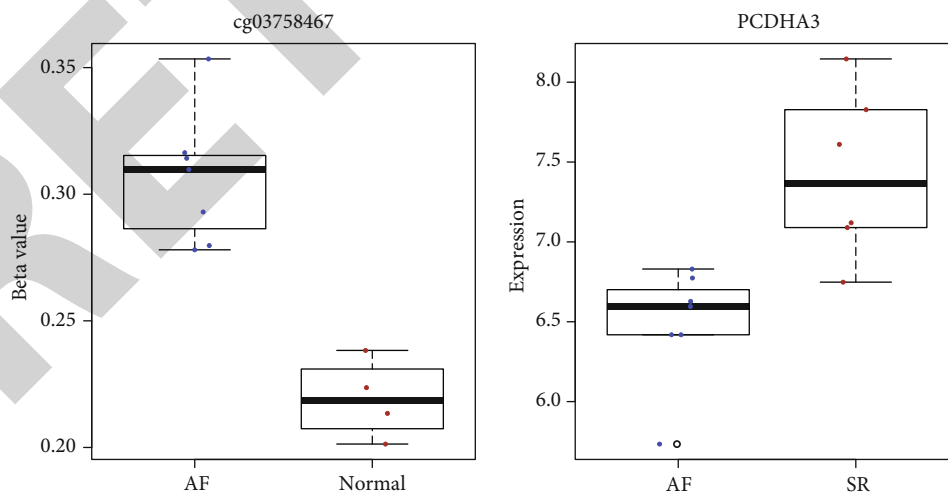 cg03758467
0.35
0.30
0.25
0.20
Beta value
AF Normal
PCDHA3
8.0
7.5
7.0
6.5
6.0
Expression
AF SR
RET